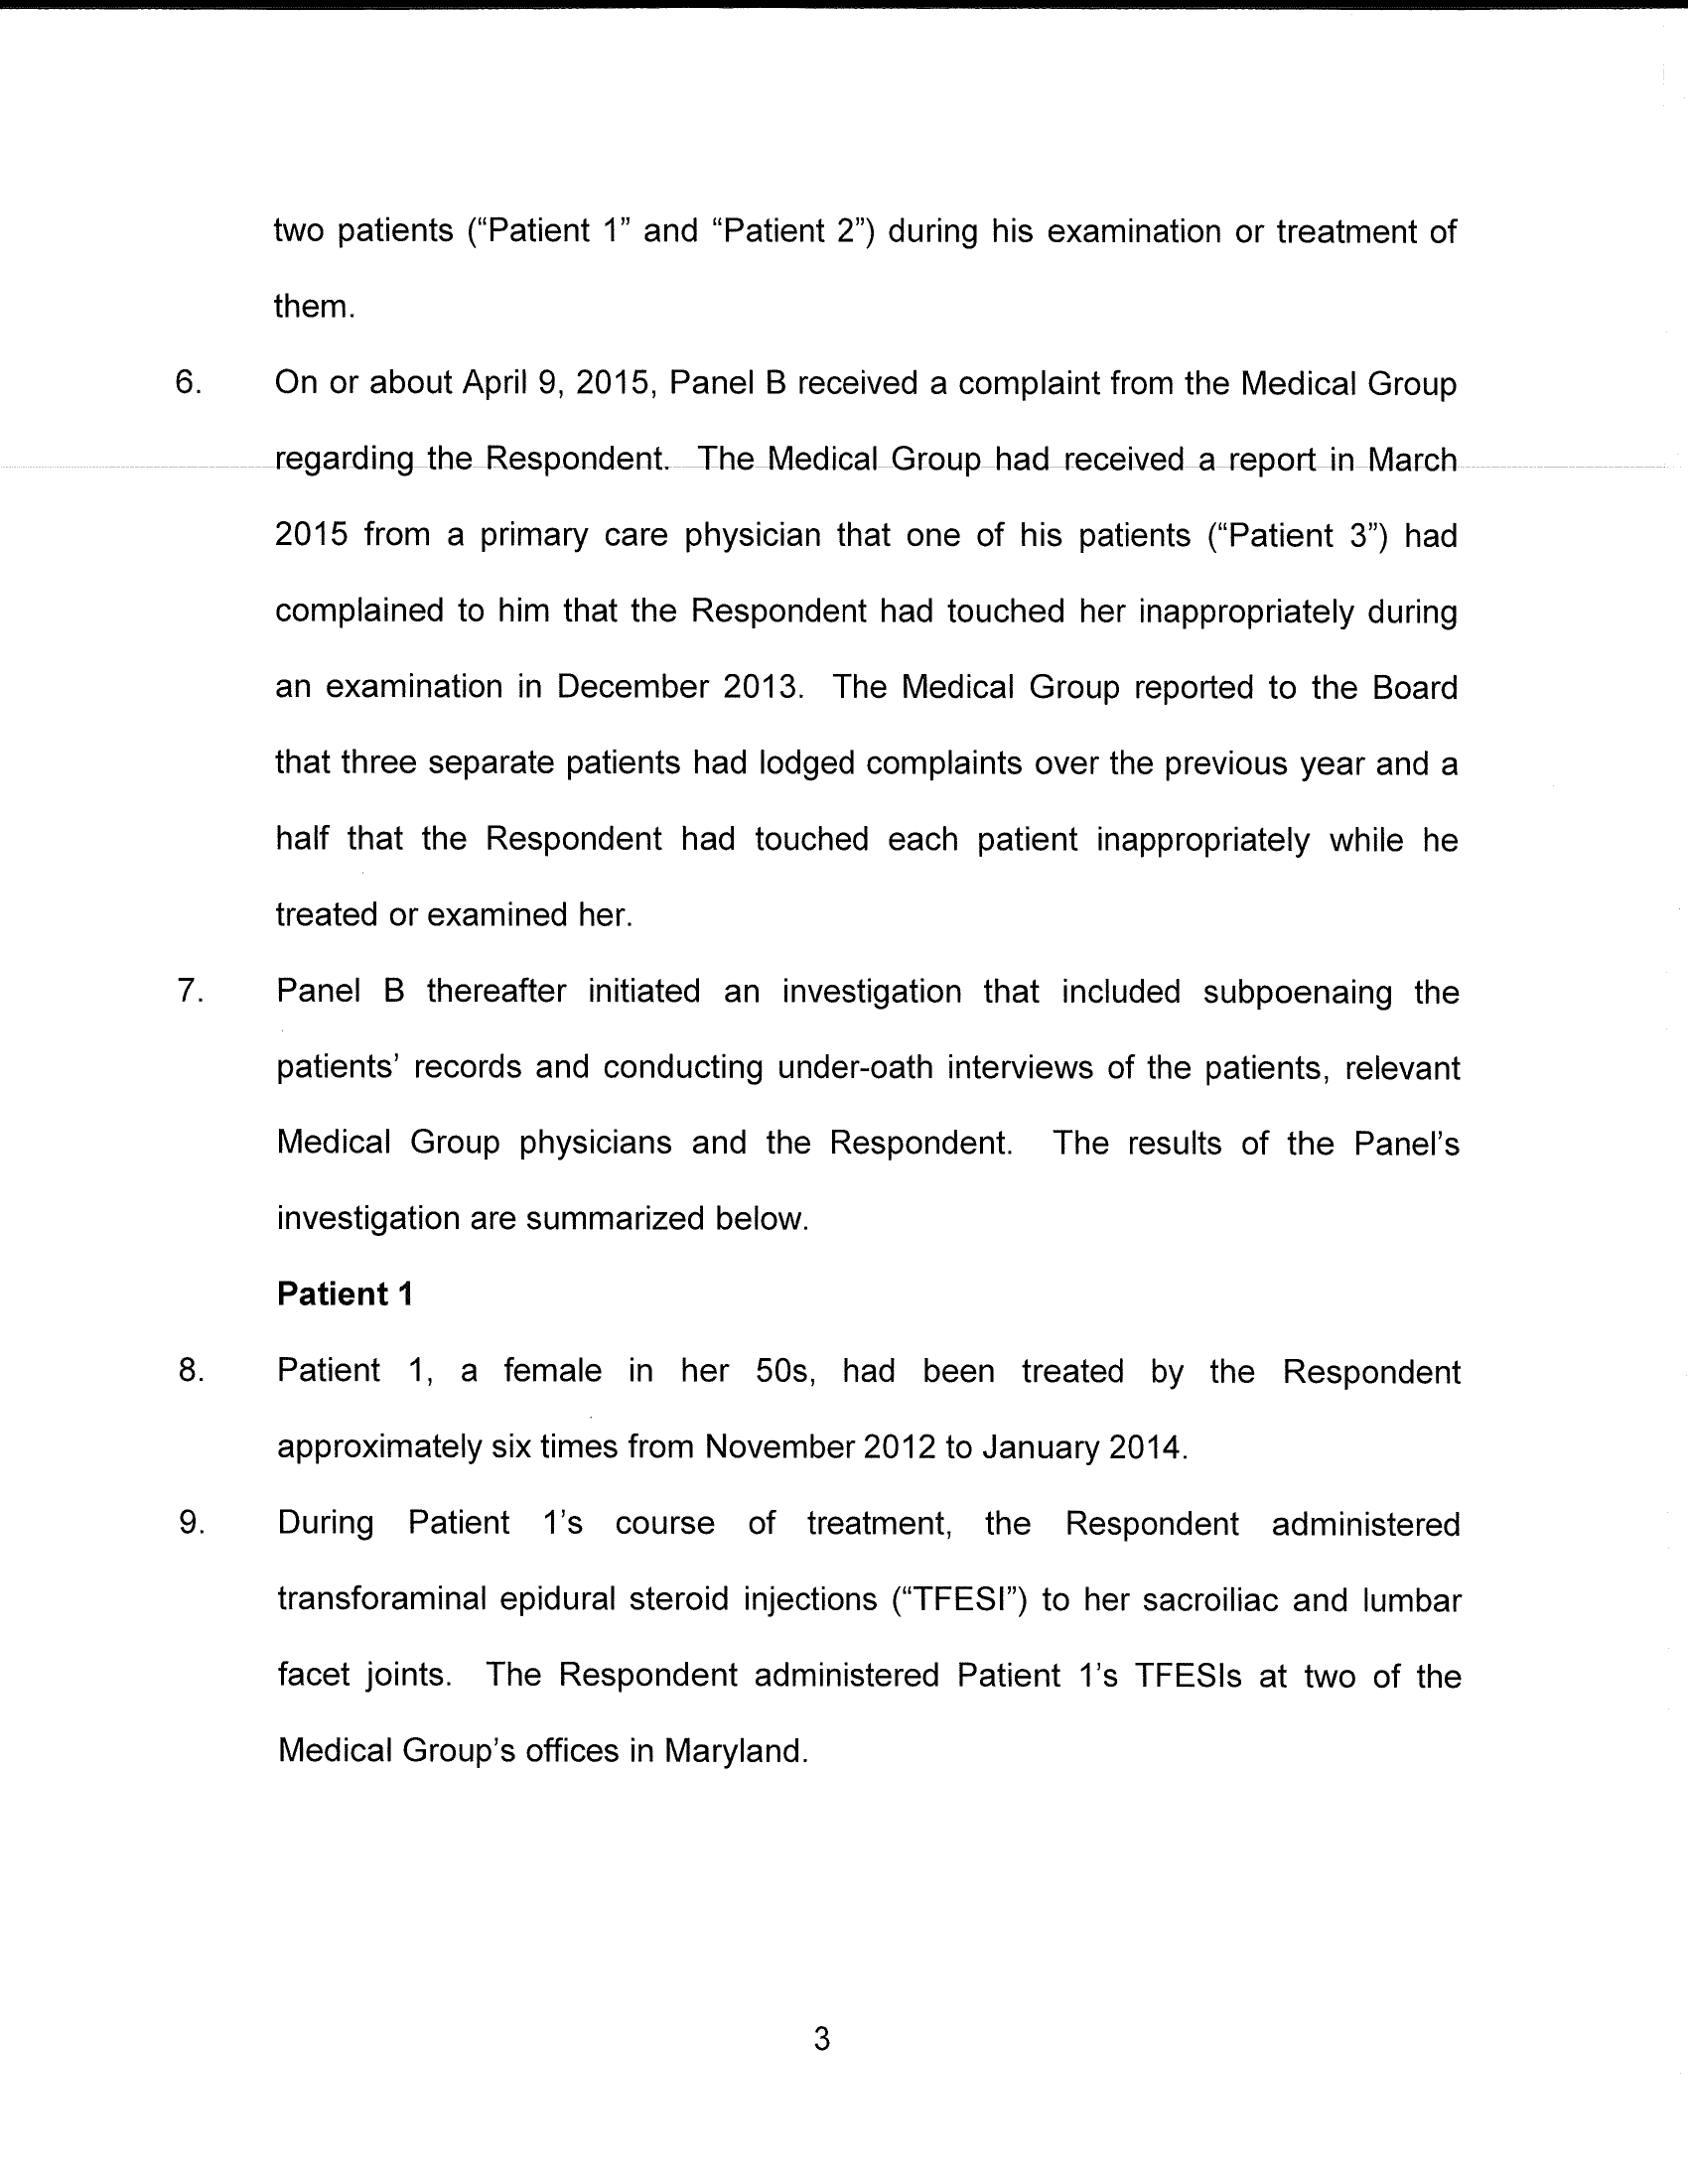 two patients (“Patient 1” and “Patient 2”) during his examination or treatment of
them.
6. On or about April 9, 2015, Panel B received a complaint from the Medical Group
regarding the Respondent. The Medical Group had received a report in March
2015 from a primary care physician that one of his patients (“Patient 3”) had
complained to him that the Respondent had touched her inappropriately during
an examination in December 2013. The Medical Group reported to the Board
that three separate patients had lodged complaints over the previous year and a
half that the Respondent had touched each patient inappropriately while he
treated or examined her.
7. Panel B thereafter initiated an investigation that included subpoenaing the
patients’ records and conducting under-oath interviews of the patients, relevant
Medical Group physicians and the Respondent. The results of the Panel’s
investigation are summarized below.
Patient 1
8. Patient 1, a female in her 50s, had been treated by the Respondent
approximately six times from November 2012 to January 2014.
9. During Patient 1’s course of treatment, the Respondent administered
transforaminal epidural steroid injections (“TFESI”) to her sacroiliac and lumbar
facet joints. The Respondent administered Patient 1’s TFESIs at two of the
Medical Group’s offices in Maryland.
3